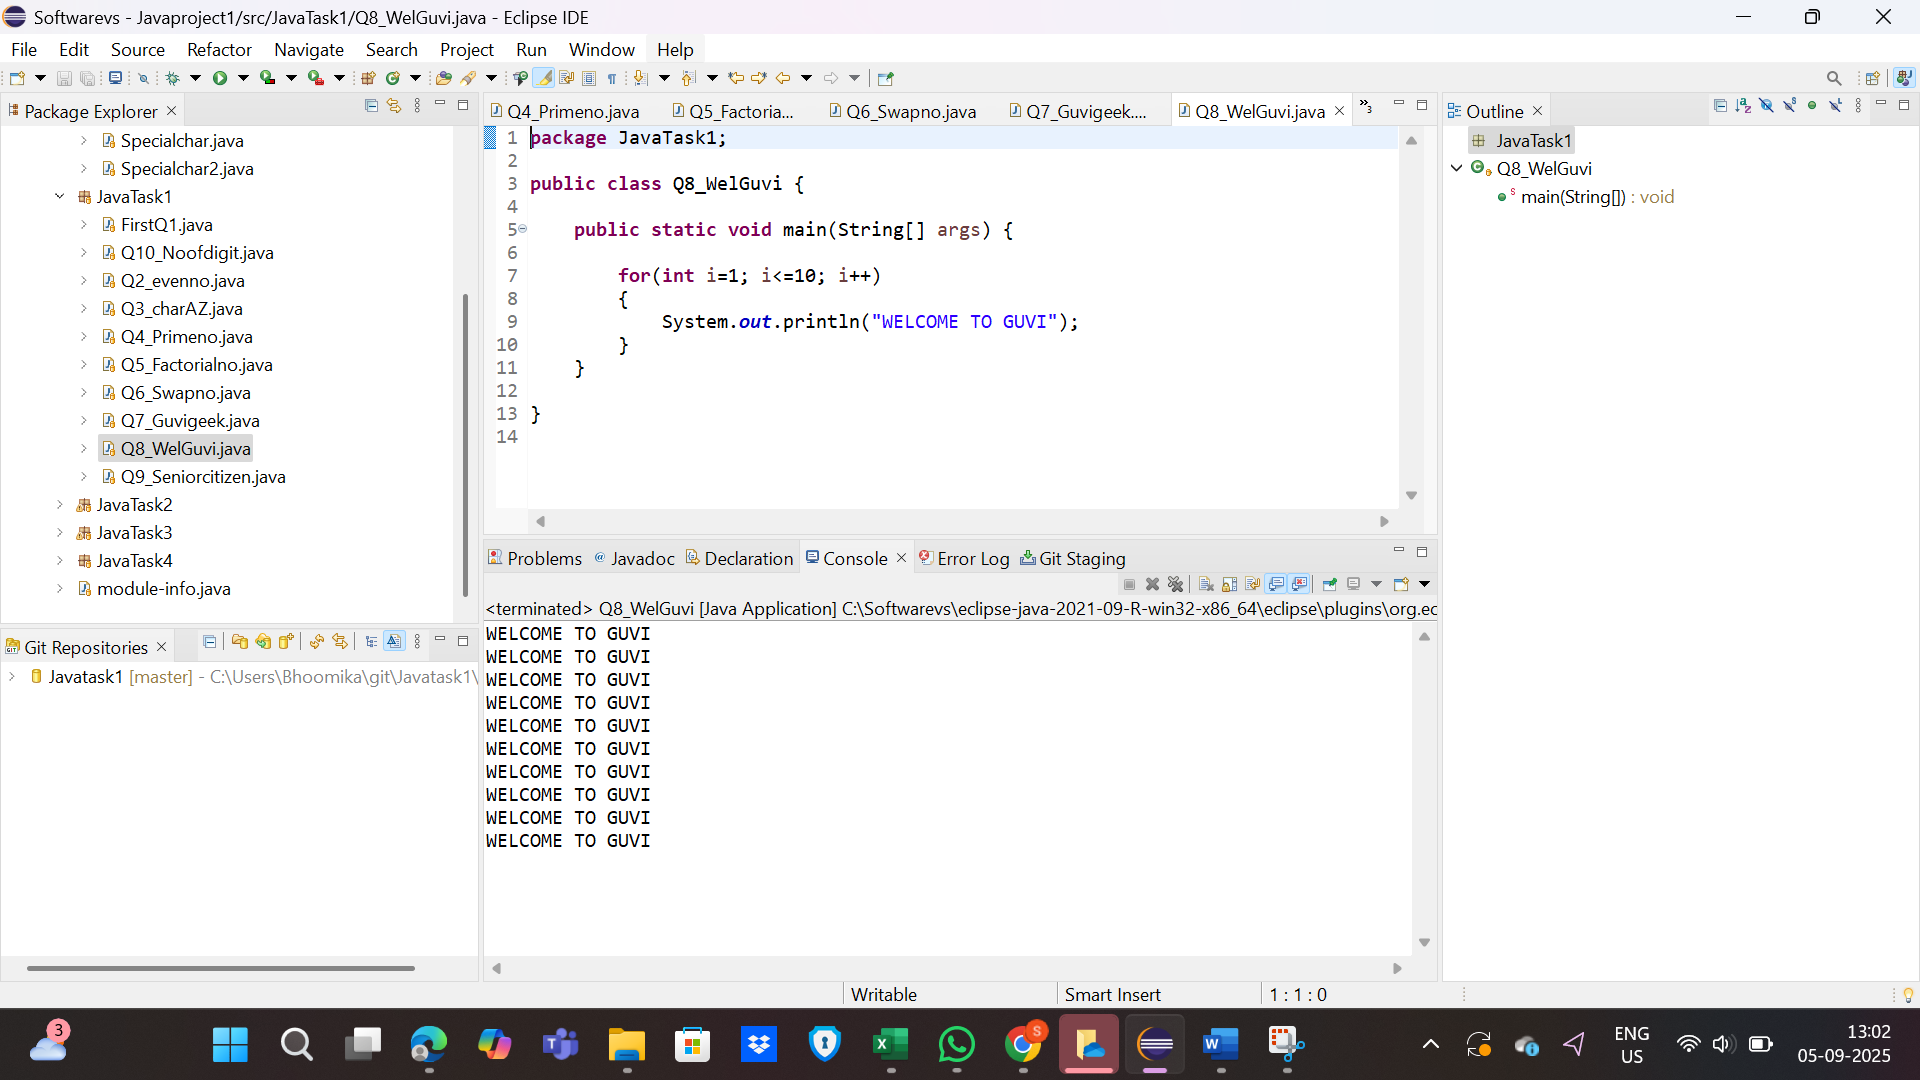 Softwarevs - Javaproject1/src/JavaTask1/Q8_WelGuvi.java - Eclipse IDE
File Edit Source Refactor Navigate Search Project Run Window Help
Package Explorer
Specialchar.java
Specialchar2.java
JavaTask1
FirstQ1.java
Q10_Noofdigit.java
Q2_evenno.java
Q3_charAZ.java
Q4_Primeno.java
Q5_Factorialno.java
Q6_Swapno.java
Q7_Guvigeek.java
Q8_WelGuvi.java
Q9_Seniorcitizen.java
JavaTask2
JavaTask3
JavaTask4
module-info.java
Git Repositories
Javatask1 [master] - C:\Users\Bhoomika\git\Javatask1\
Q4_Primeno.java Q5_Factoria... Q6_Swapno.java Q7_Guvigeek.... Q8_WelGuvi.java »3
1 package JavaTask1;
2
3 public class Q8_WelGuvi {
4
5 public static void main(String[] args) {
6
7 for(int i=1; i<=10; i++)
8 {
9 System.out.println("WELCOME TO GUVI");
10 }
11 }
12
13 }
14
Problems @ Javadoc Declaration Console Error Log Git Staging
<terminated> Q8_WelGuvi [Java Application] C:\Softwarevs\eclipse-java-2021-09-R-win32-x86_64\eclipse\plugins\org.ec
WELCOME TO GUVI
WELCOME TO GUVI
WELCOME TO GUVI
WELCOME TO GUVI
WELCOME TO GUVI
WELCOME TO GUVI
WELCOME TO GUVI
WELCOME TO GUVI
WELCOME TO GUVI
WELCOME TO GUVI
Outline
JavaTask1
Q8_WelGuvi
main(String[]) : void
Writable Smart Insert 1 : 1 : 0
3
S
ENG
US
13:02
05-09-2025